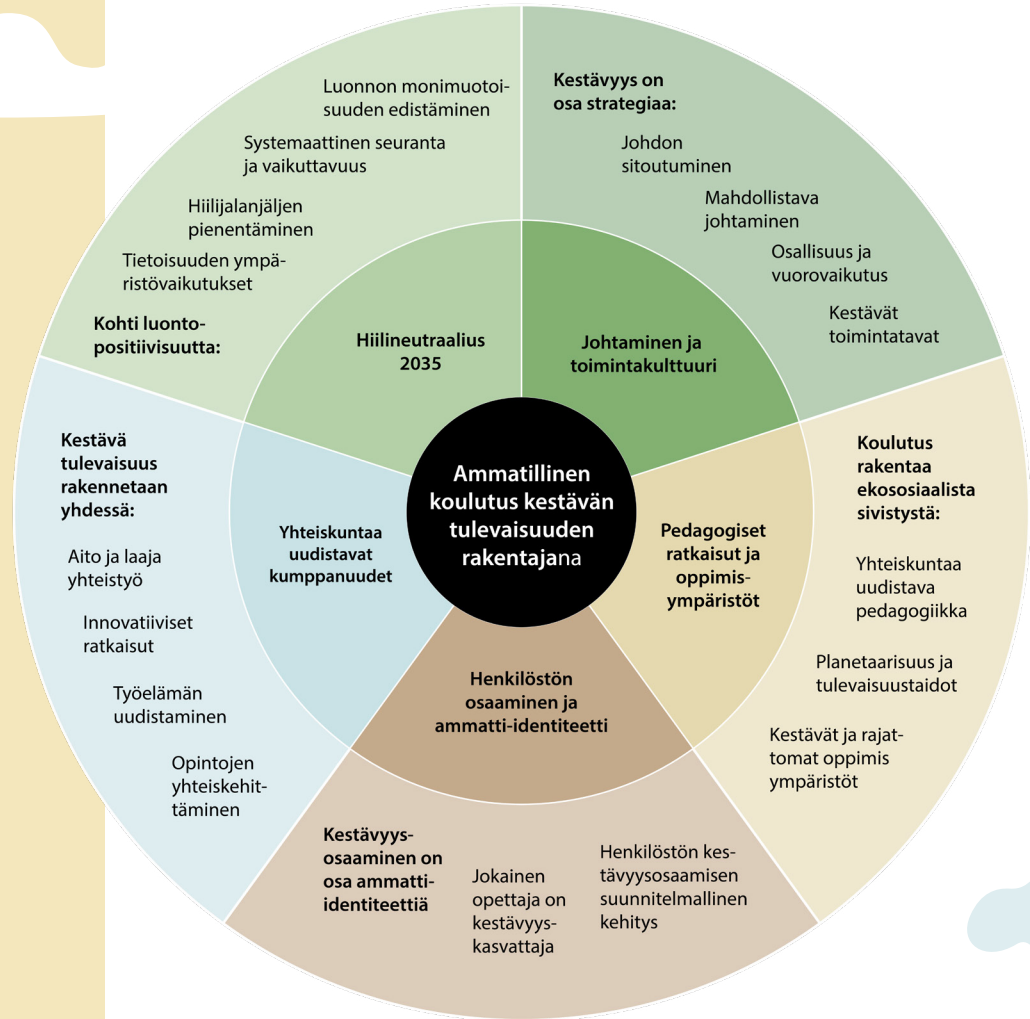 Ammatillinen
koulutus kestävän
tulevaisuuden
rakentajana
Johtaminen ja
toimintakulttuuri
Kestävyys on
osa strategiaa:
Johdon
sitoutuminen
Mahdollistava
johtaminen
Osallisuus ja
vuorovaikutus
Kestävät
toimintatavat
Pedagogiset
ratkaisut ja
oppimis-
ympäristöt
Koulutus
rakentaa
ekososiaalista
sivistystä:
Yhteiskuntaa
uudistava
pedagogiikka
Planetaarisuus ja
tulevaisuustaidot
Kestävät ja rajat-
tomat oppimis
ympäristöt
Henkilöstön
osaaminen ja
ammatti-identiteetti
Kestävyys-
osaaminen on
osa ammatti-
identiteettiä
Jokainen
opettaja on
kestävyys-
kasvattaja
Henkilöstön kes-
tävyysosaamisen
suunnitelmallinen
kehitys
Yhteiskuntaa
uudistavat
kumppanuudet
Kestävä
tulevaisuus
rakennetaan
yhdessä:
Aito ja laaja
yhteistyö
Innovatiiviset
ratkaisut
Työelämän
uudistaminen
Opintojen
yhteiskehit-
täminen
Hiilineutraalius
2035
Kohti luonto-
positiivisuutta:
Tietoisuuden ympä-
ristövaikutukset
Hiilijalanjäljen
pienentäminen
Systemaattinen seuranta
ja vaikuttavuus
Luonnon monimuotoi-
suuden edistäminen